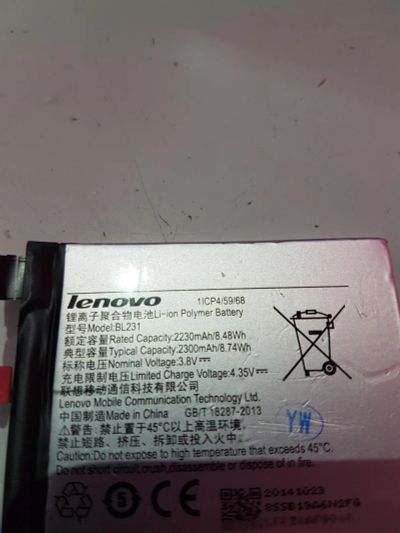 lenovo 1ICP4/59/68
锂离子聚合物电池Li-ion Polymer Battery
型号Model:BL231
额定容量Rated Capacity:2230mAh/8.48Wh
典型容量Typical Capacity:2300mAh/8.74Wh
标称电压Nominal Voltage:3.8V
充电限制电压Limited Charge Voltage:4.35V
联想移动通信科技有限公司
Lenovo Mobile Communication Technology Ltd.
中国制造Made in China GB/T 18287-2013
YW
⚠警告: 禁止置于45°C以上高温环境,
禁止短路、挤压、拆卸或投入火中。
Caution:Do not expose to high temperature that exceeds 45°C.
Do not short circuit,crush,disassemble or dispose of in fire.
5 CE
20141023
8SSB19A6N2FG